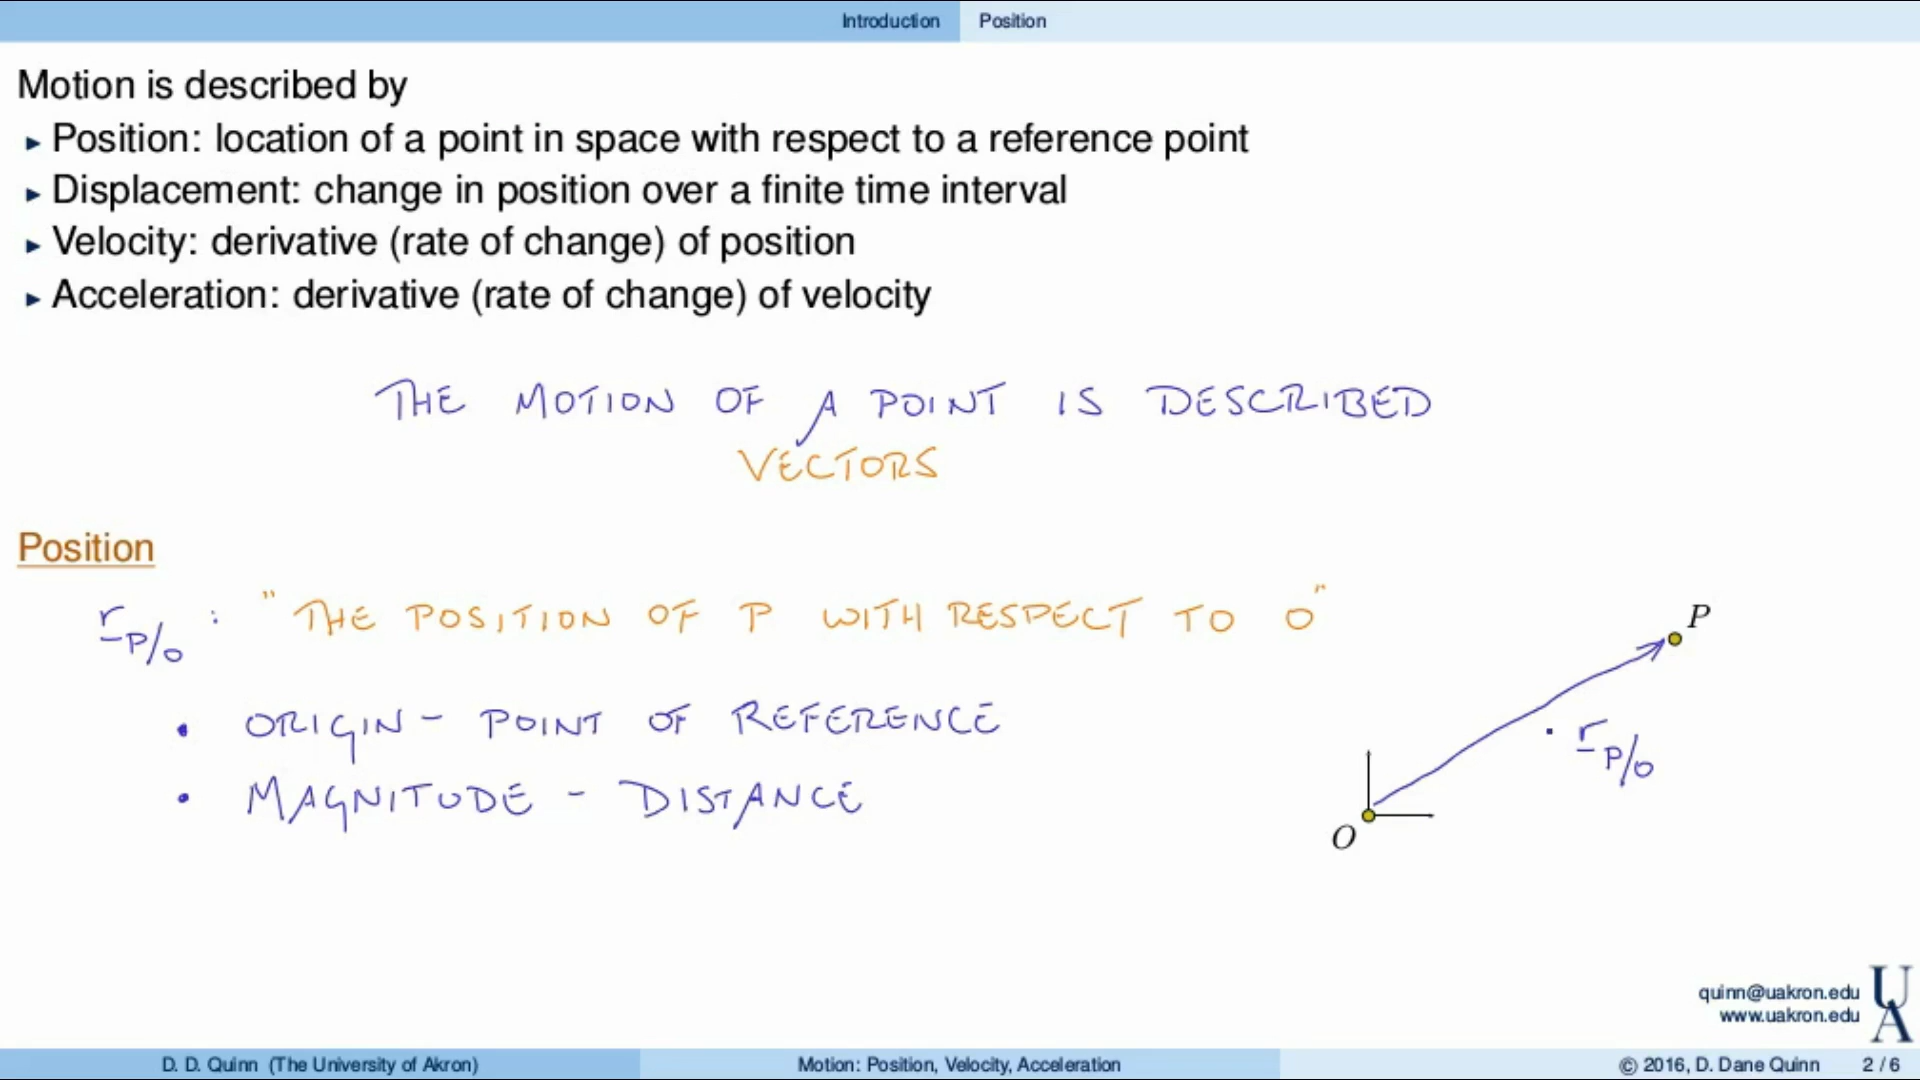 Introduction Position
Motion is described by
▸ Position: location of a point in space with respect to a reference point
▸ Displacement: change in position over a finite time interval
▸ Velocity: derivative (rate of change) of position
▸ Acceleration: derivative (rate of change) of velocity
THE MOTION OF A POINT IS DESCRIBED
VECTORS
Position
r P/O : "THE POSITION OF P WITH RESPECT TO O"
• ORIGIN - POINT OF REFERENCE
• MAGNITUDE - DISTANCE
P
r P/O
O
quinn@uakron.edu
www.uakron.edu
UA
D. D. Quinn (The University of Akron) Motion: Position, Velocity, Acceleration © 2016, D. Dane Quinn 2 / 6